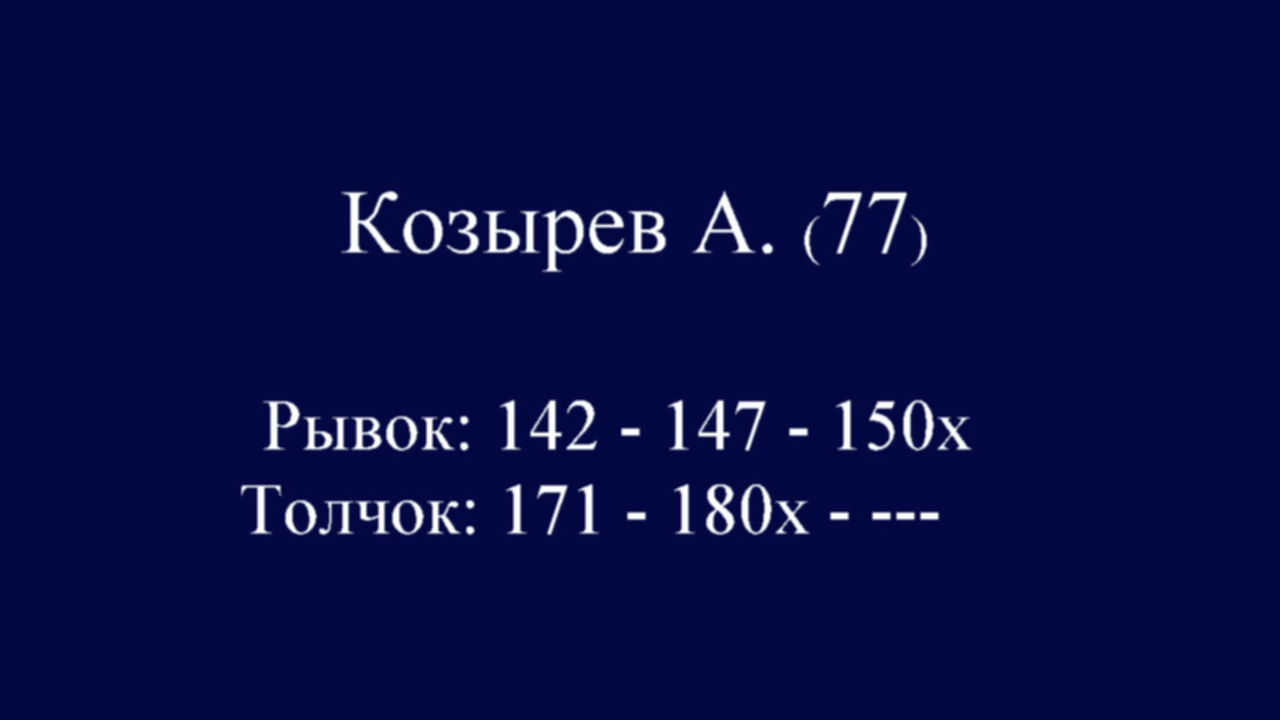 Козырев А. (77)
Рывок: 142 - 147 - 150х
Толчок: 171 - 180х - ---